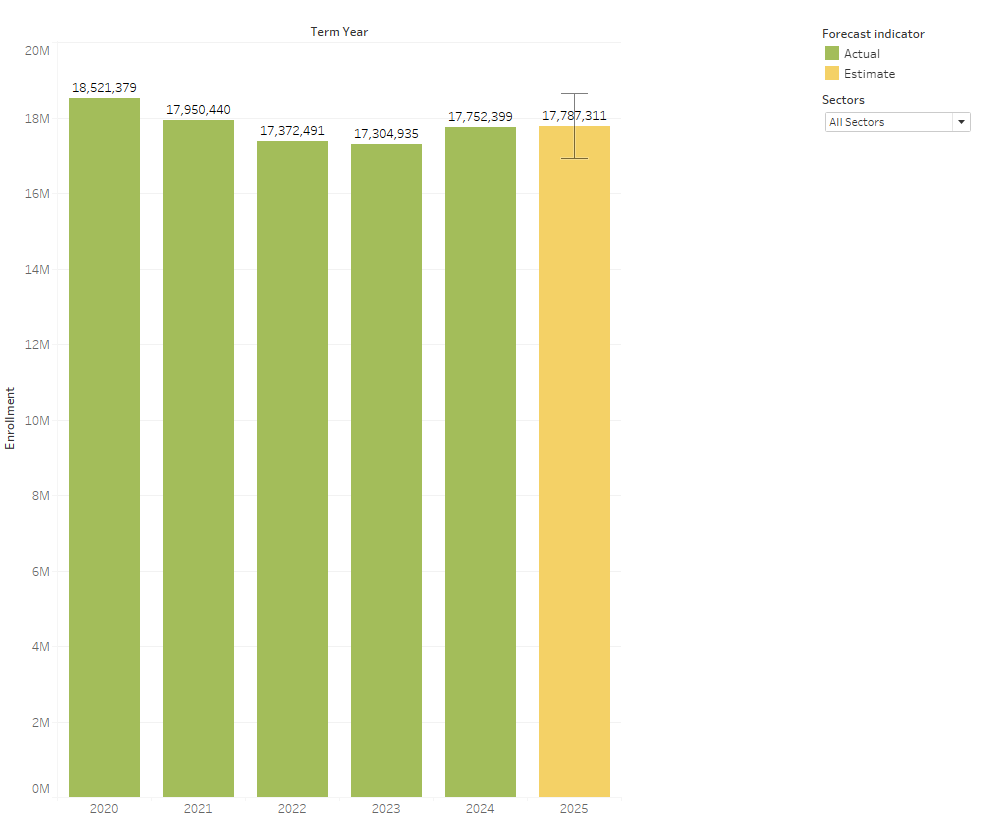 Term Year
20M
18M
16M
14M
12M
10M
8M
6M
4M
2M
0M
Enrollment
18,521,379
17,950,440
17,372,491
17,304,935
17,752,399
17,787,311
2020
2021
2022
2023
2024
2025
Forecast indicator
Actual
Estimate
Sectors
All Sectors